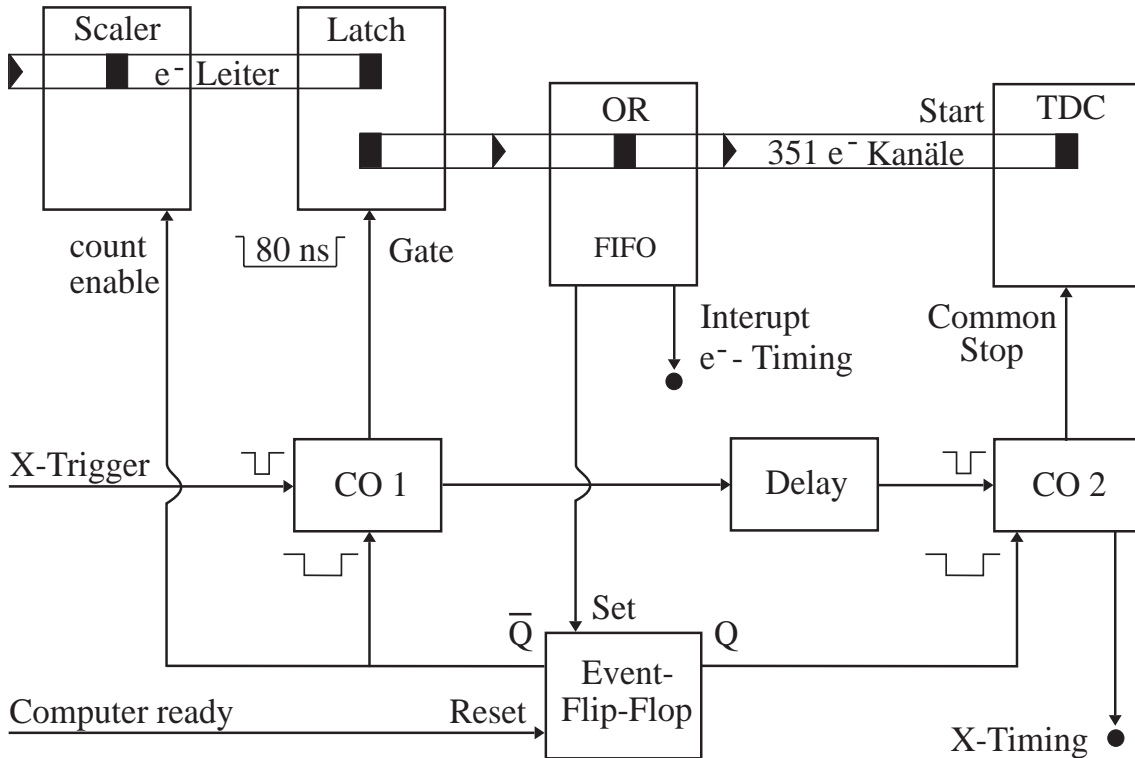 Scaler
Latch
e⁻ Leiter
OR
Start
TDC
351 e⁻ Kanäle
count
enable
80 ns
Gate
FIFO
Interupt
e⁻ - Timing
Common
Stop
X-Trigger
CO 1
Delay
CO 2
Set
Q̅
Q
Event-
Flip-Flop
Computer ready
Reset
X-Timing